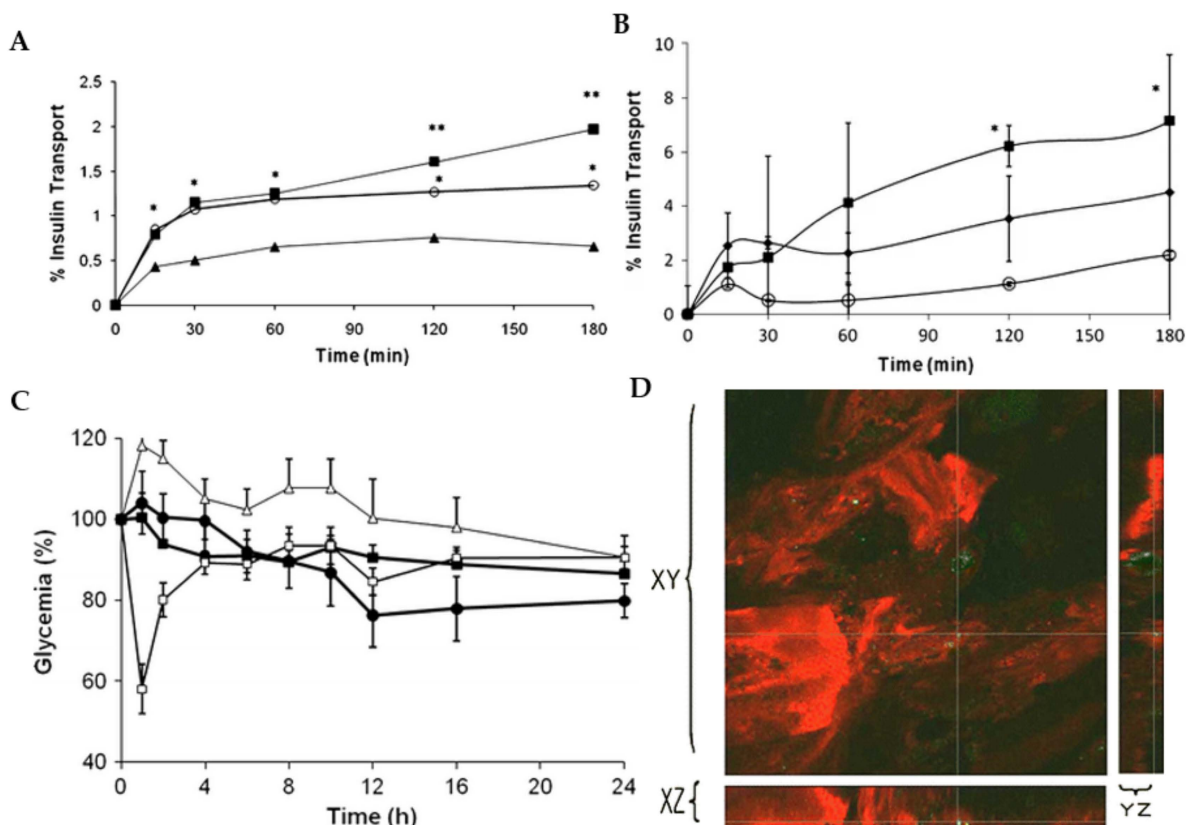 A
% Insulin Transport
2.5
2
1.5
1
0.5
0
** **
* * * *
*
0 30 60 90 120 150 180
Time (min)
B
% Insulin Transport
10
8
6
4
2
0
*
*
0 30 60 90 120 150 180
Time (min)
C
Glycemia (%)
120
100
80
60
40
0 4 8 12 16 20 24
Time (h)
D
XY
XZ
YZ